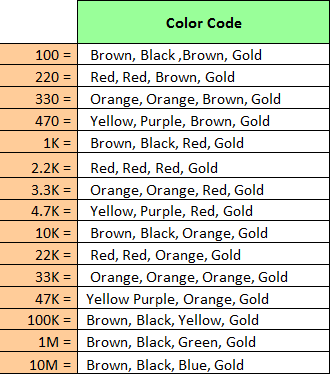 Color Code
100 = Brown, Black ,Brown, Gold
220 = Red, Red, Brown, Gold
330 = Orange, Orange, Brown, Gold
470 = Yellow, Purple, Brown, Gold
1K = Brown, Black, Red, Gold
2.2K = Red, Red, Red, Gold
3.3K = Orange, Orange, Red, Gold
4.7K = Yellow, Purple, Red, Gold
10K = Brown, Black, Orange, Gold
22K = Red, Red, Orange, Gold
33K = Orange, Orange, Orange, Gold
47K = Yellow Purple, Orange, Gold
100K = Brown, Black, Yellow, Gold
1M = Brown, Black, Green, Gold
10M = Brown, Black, Blue, Gold